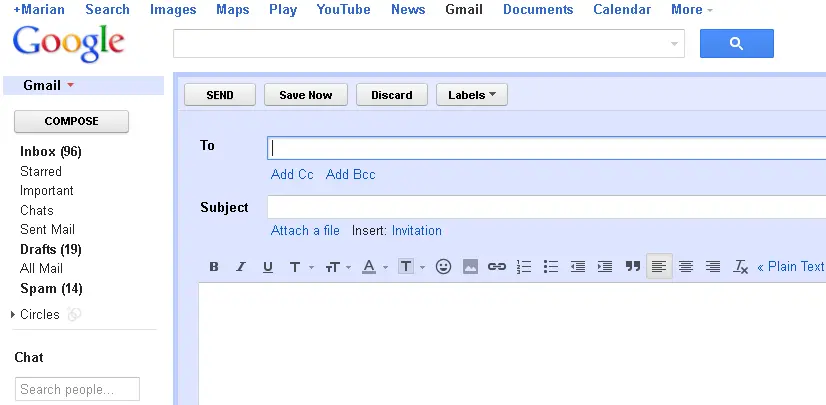 +Marian Search Images Maps Play YouTube News Gmail Documents Calendar More
Google
Gmail
SEND Save Now Discard Labels
COMPOSE
To
Inbox (96)
Starred
Important
Chats
Sent Mail
Drafts (19)
All Mail
Spam (14)
Circles
Add Cc Add Bcc
Subject
Attach a file Insert: Invitation
B I U T TT A T « Plain Text
Chat
Search people...